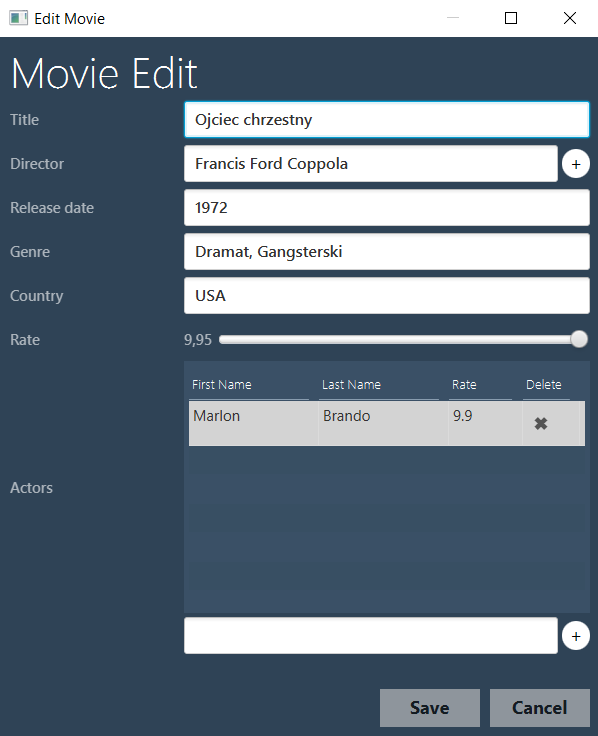 Edit Movie
Movie Edit
Title Ojciec chrzestny
Director Francis Ford Coppola +
Release date 1972
Genre Dramat, Gangsterski
Country USA
Rate 9,95
First Name Last Name Rate Delete
Marlon Brando 9.9 ✖
Actors
+
Save Cancel